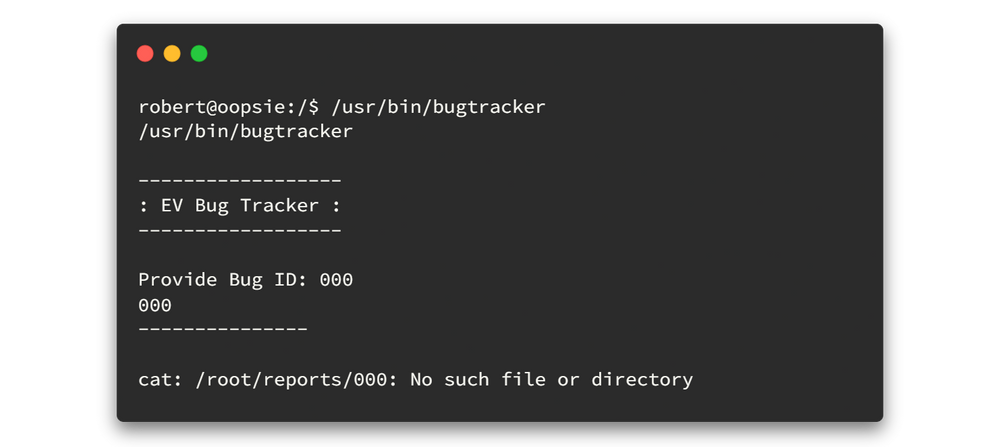 robert@oopsie:/$ /usr/bin/bugtracker
/usr/bin/bugtracker
------------------
: EV Bug Tracker :
------------------
Provide Bug ID: 000
000
---------------
cat: /root/reports/000: No such file or directory